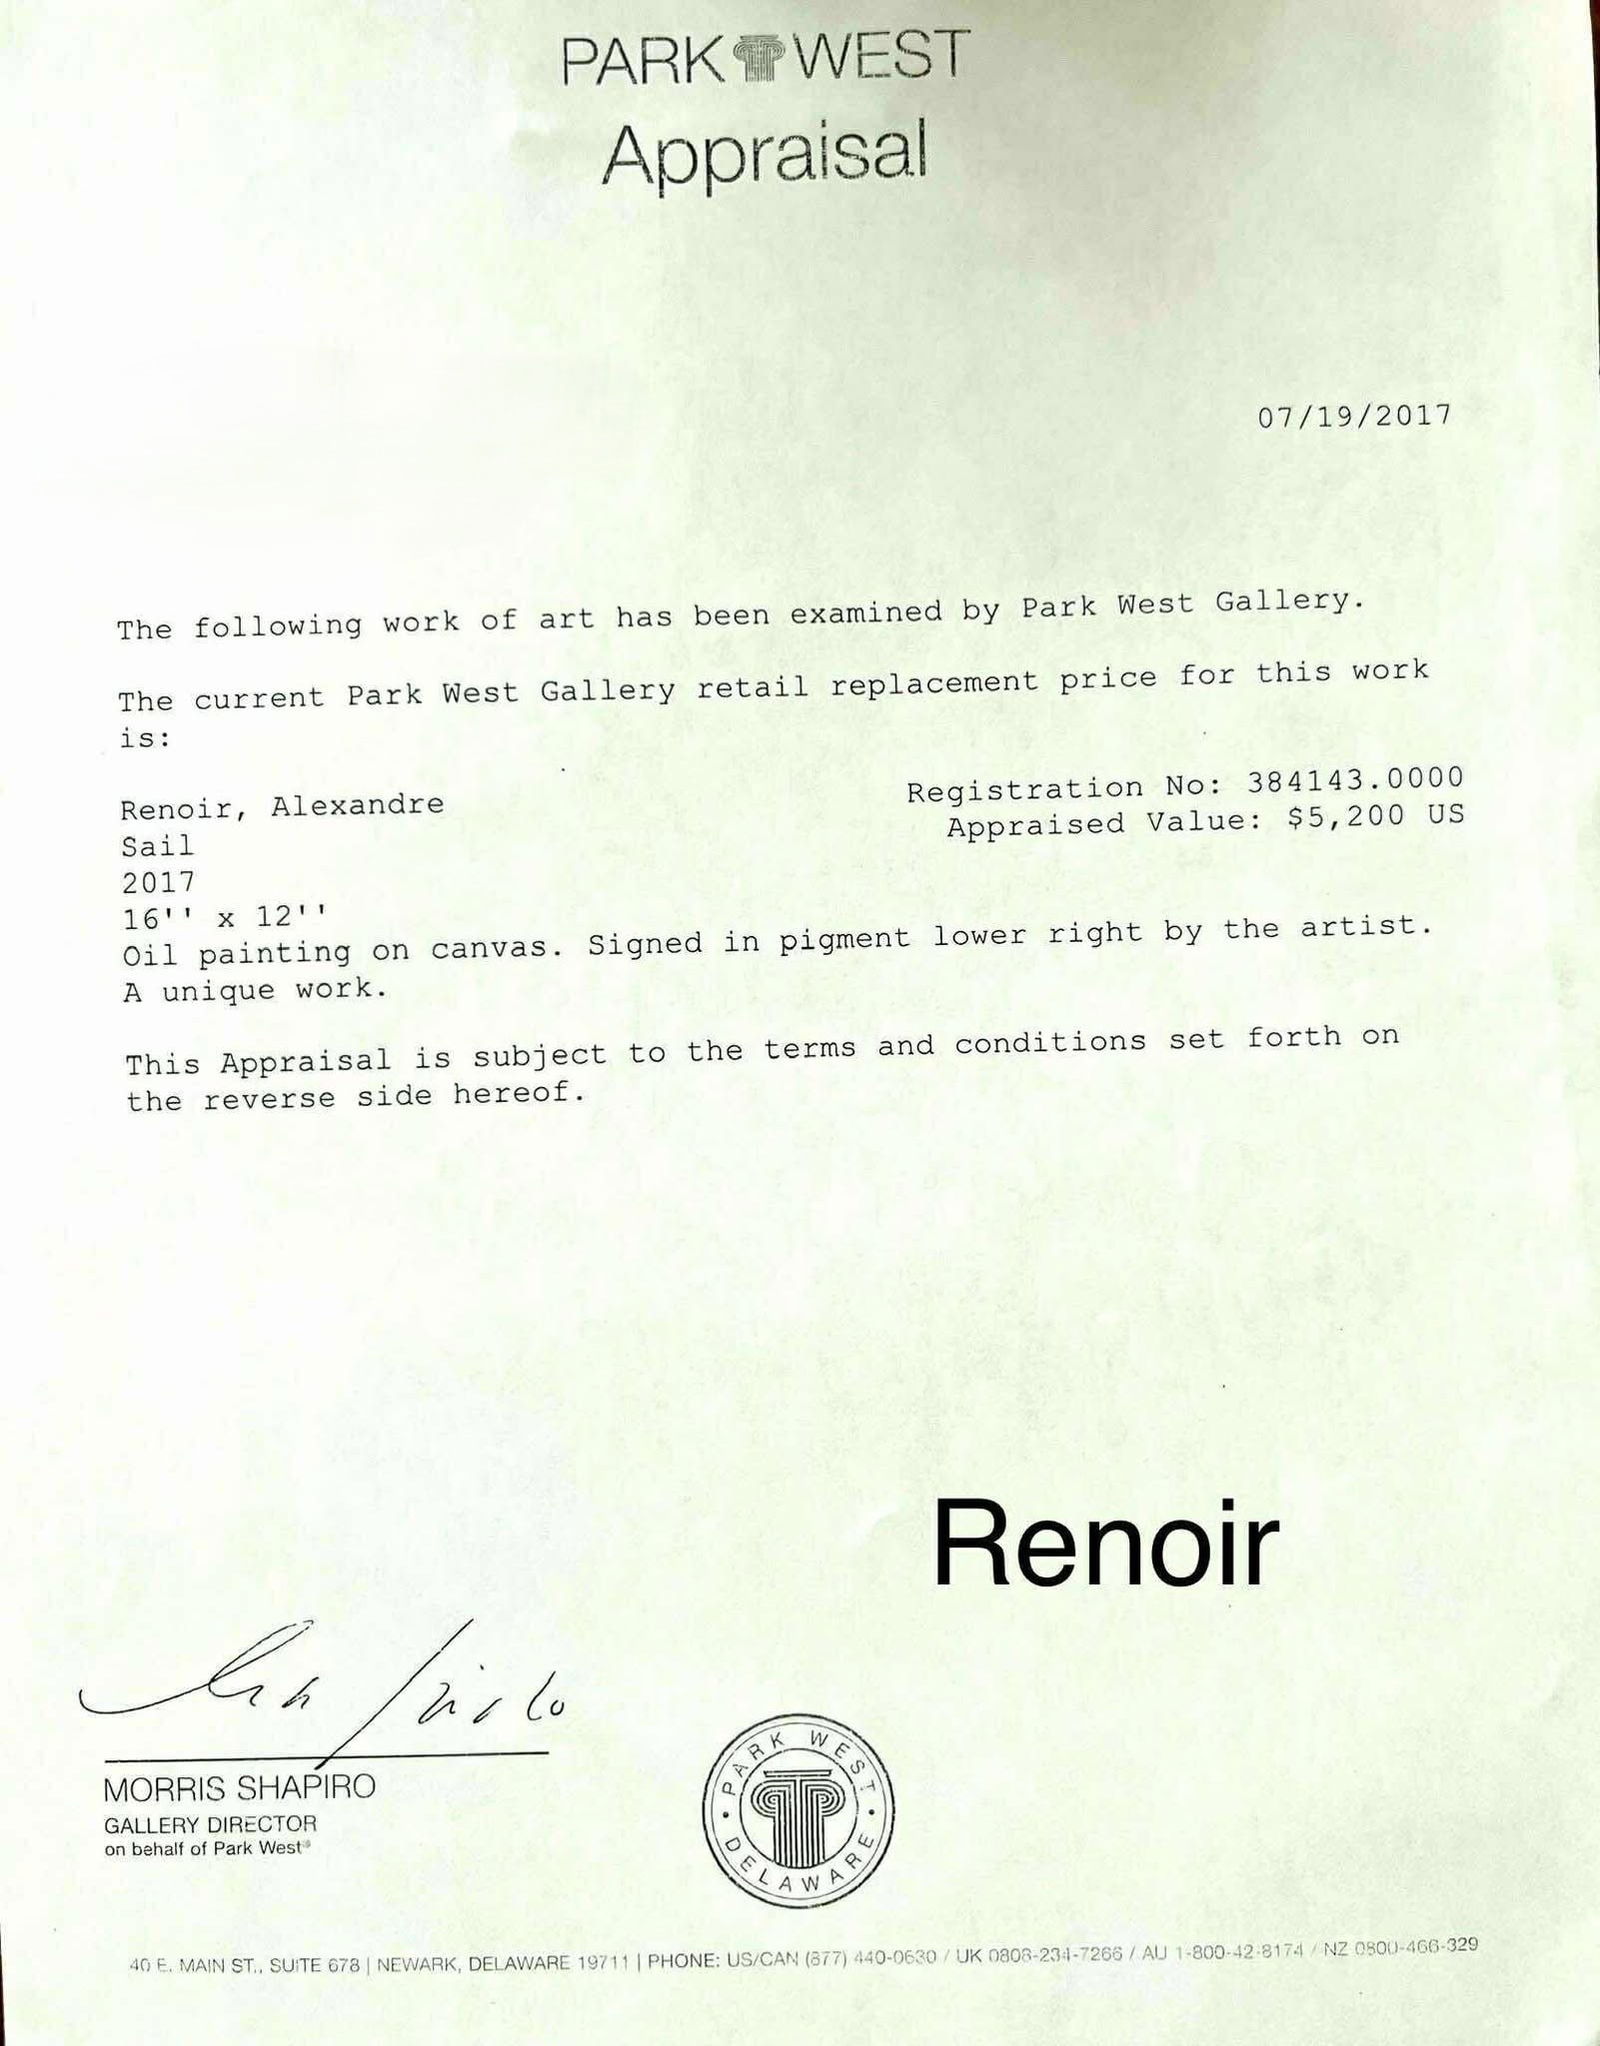 PARK WEST
Appraisal
07/19/2017
The following work of art has been examined by Park West Gallery.
The current Park West Gallery retail replacement price for this work
is:
Renoir, Alexandre
Registration No: 384143.0000
Sail
Appraised Value: $5,200 US
2017
16'' x 12''
Oil painting on canvas. Signed in pigment lower right by the artist.
A unique work.
This Appraisal is subject to the terms and conditions set forth on
the reverse side hereof.
Renoir
MORRIS SHAPIRO
GALLERY DIRECTOR
on behalf of Park West®
PARK WEST
DELAWARE
40 E. MAIN ST., SUITE 678 | NEWARK, DELAWARE 19711 | PHONE: US/CAN (877) 440-0630 / UK 0808-234-7266 / AU 1-800-42-8174 / NZ 0800-466-329